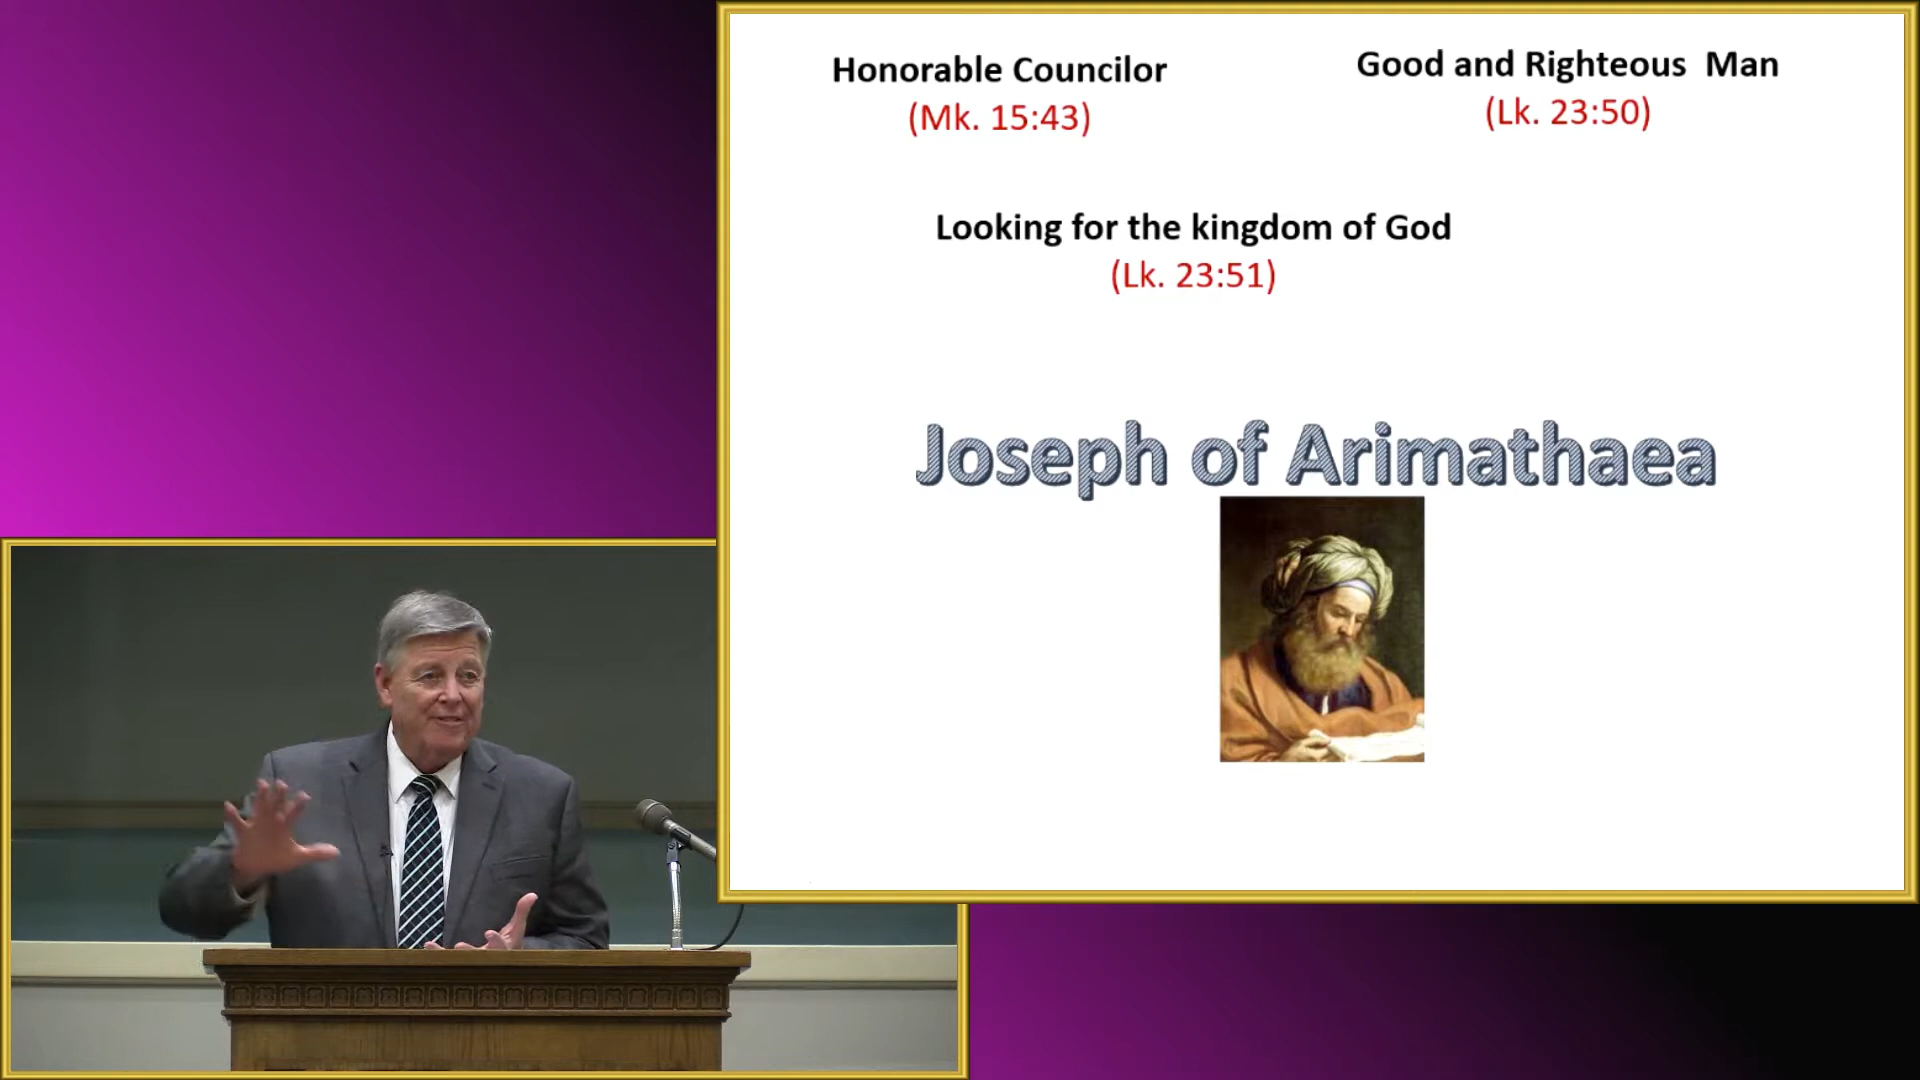 Honorable Councilor
(Mk. 15:43)
Good and Righteous  Man
(Lk. 23:50)
Looking for the kingdom of God
(Lk. 23:51)
Joseph of Arimathaea